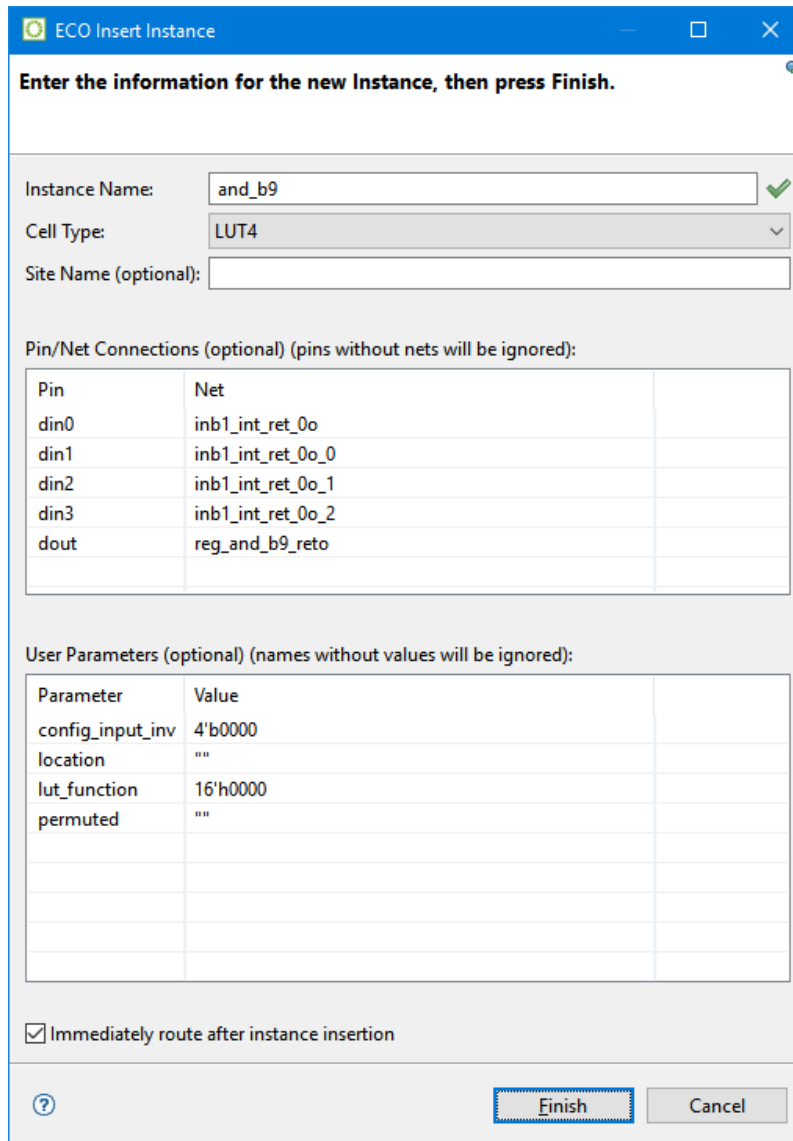 ECO Insert Instance
Enter the information for the new Instance, then press Finish.
Instance Name: and_b9
Cell Type: LUT4
Site Name (optional):
Pin/Net Connections (optional) (pins without nets will be ignored):
Pin Net
din0 inb1_int_ret_0o
din1 inb1_int_ret_0o_0
din2 inb1_int_ret_0o_1
din3 inb1_int_ret_0o_2
dout reg_and_b9_reto
User Parameters (optional) (names without values will be ignored):
Parameter Value
config_input_inv 4'b0000
location ""
lut_function 16'h0000
permuted ""
Immediately route after instance insertion
? Finish Cancel